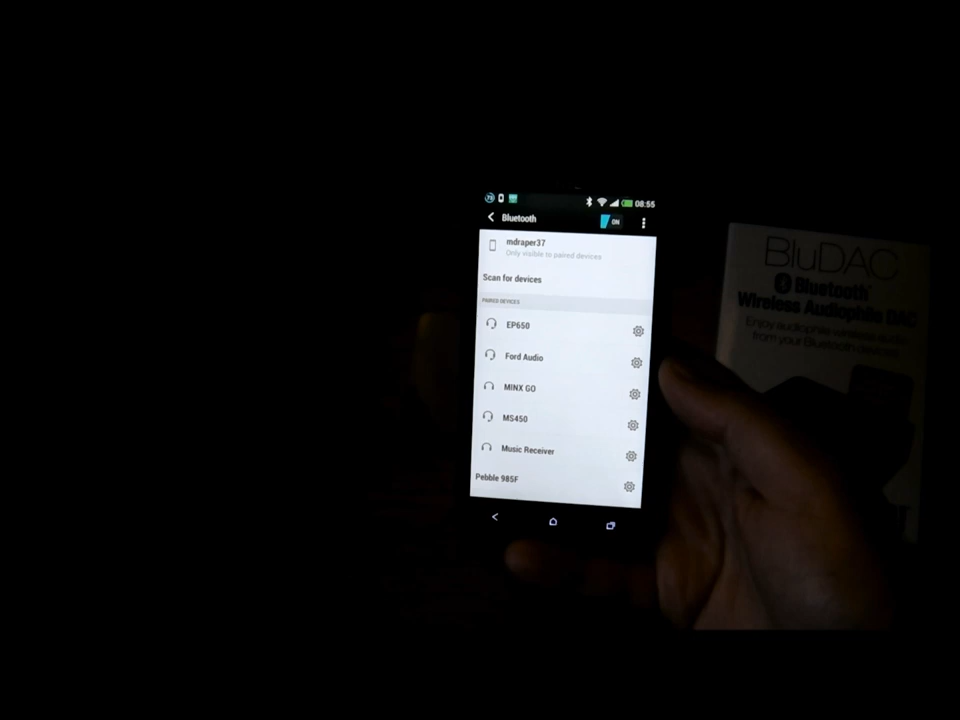 08:55
Bluetooth
ON
mdraper37
Only visible to paired devices
Scan for devices
PAIRED DEVICES
EP650
Ford Audio
MINX GO
MS450
Music Receiver
Pebble 985F
BluDAC
Bluetooth
Wireless Audiophile DAC
Enjoy audiophile wireless audio
from your Bluetooth devices